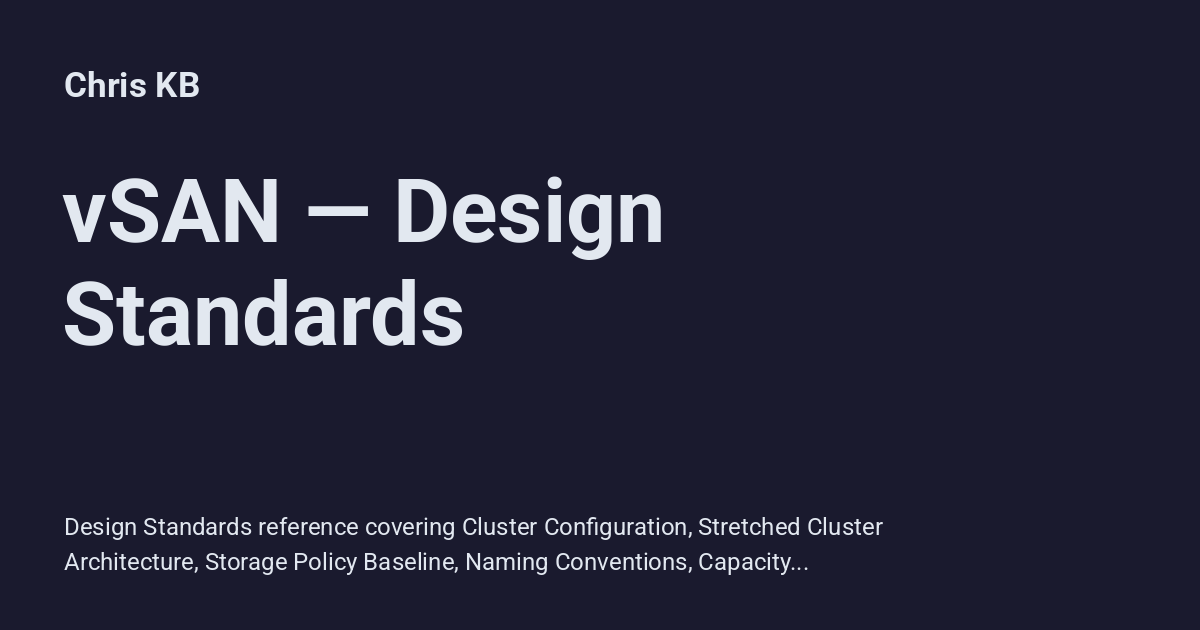 Chris KB
vSAN — Design
Standards
Design Standards reference covering Cluster Configuration, Stretched Cluster
Architecture, Storage Policy Baseline, Naming Conventions, Capacity...